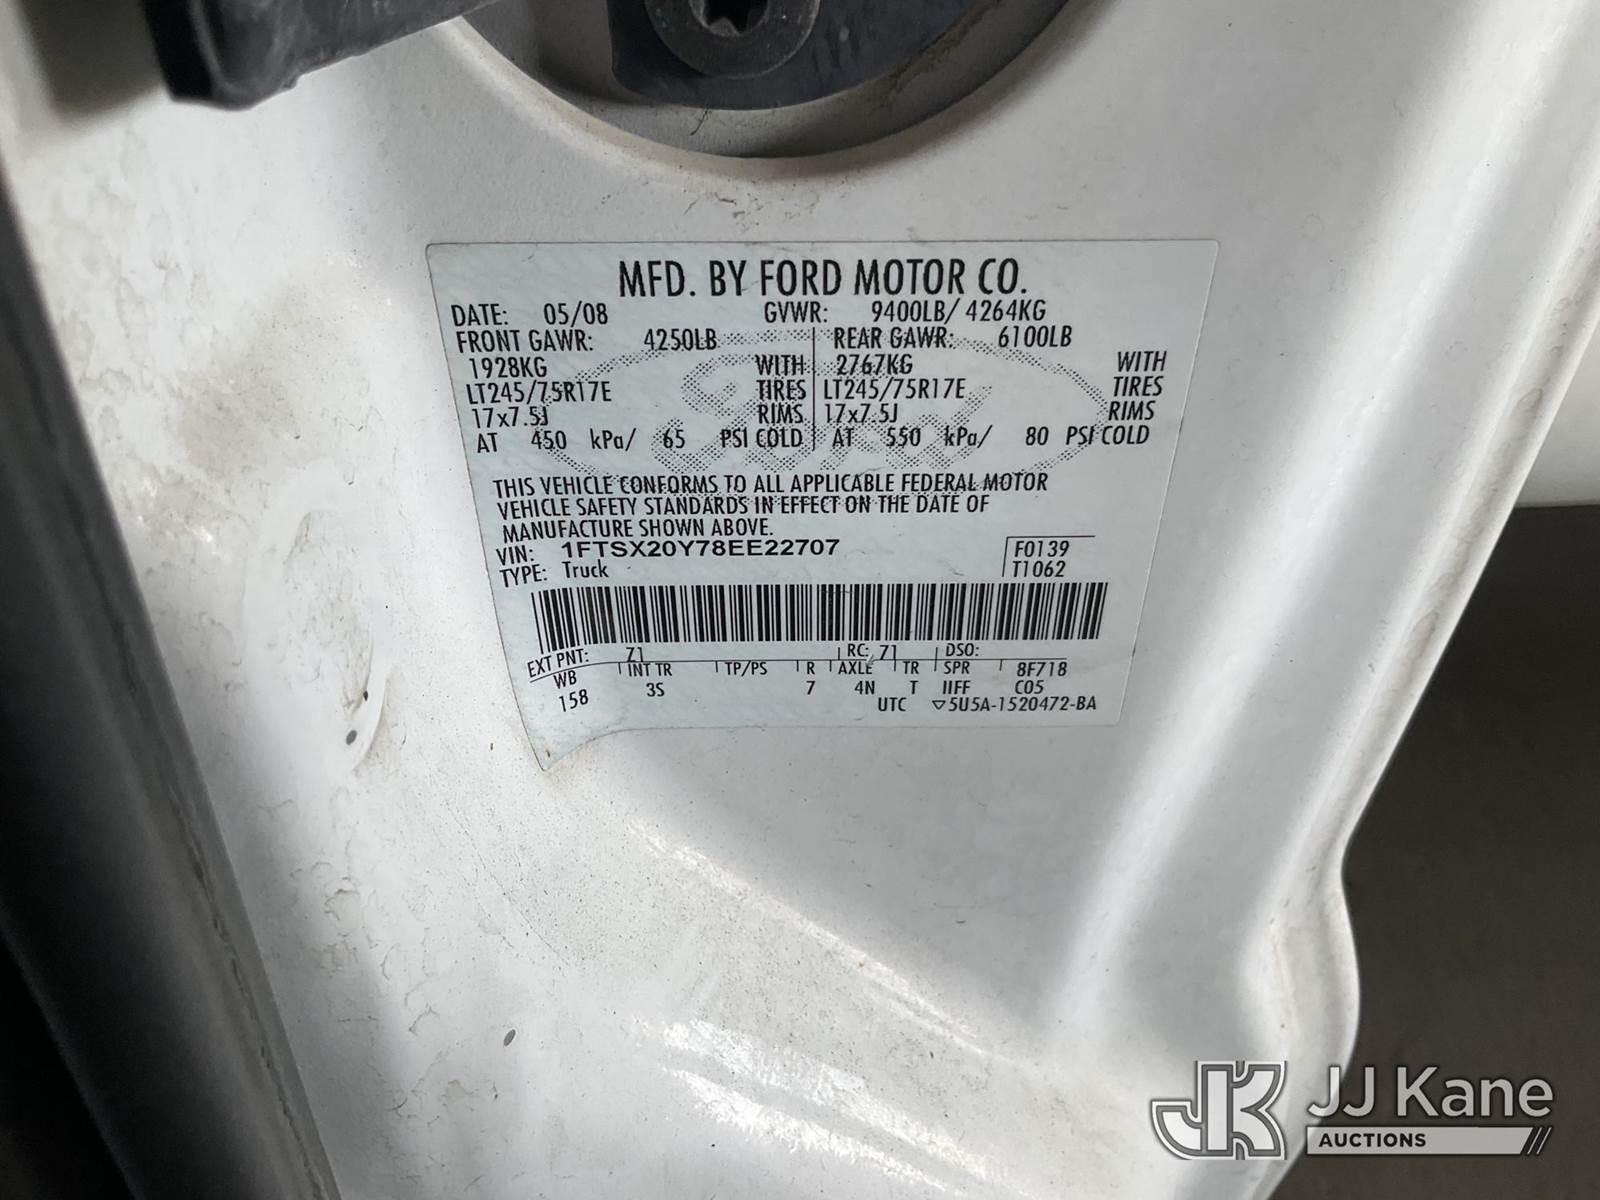 MFD. BY FORD MOTOR CO.
DATE: 05/08 GVWR: 9400LB/ 4264KG
FRONT GAWR: 4250LB REAR GAWR: 6100LB
1928KG WITH 2767KG WITH
LT245/75R17E TIRES LT245/75R17E TIRES
17x7.5J RIMS 17x7.5J RIMS
AT 450 kPa/ 65 PSI COLD AT 550 kPa/ 80 PSI COLD
THIS VEHICLE CONFORMS TO ALL APPLICABLE FEDERAL MOTOR
VEHICLE SAFETY STANDARDS IN EFFECT ON THE DATE OF
MANUFACTURE SHOWN ABOVE.
VIN: 1FTSX20Y78EE22707 F0139
TYPE: Truck T1062
EXT PNT: Z1 RC: 71 DSO:
WB INT TR TP/PS R AXLE TR SPR 8F718
158 3S 7 4N T IIFF C05
UTC ▽5U5A-1520472-BA
JK JJ Kane
AUCTIONS